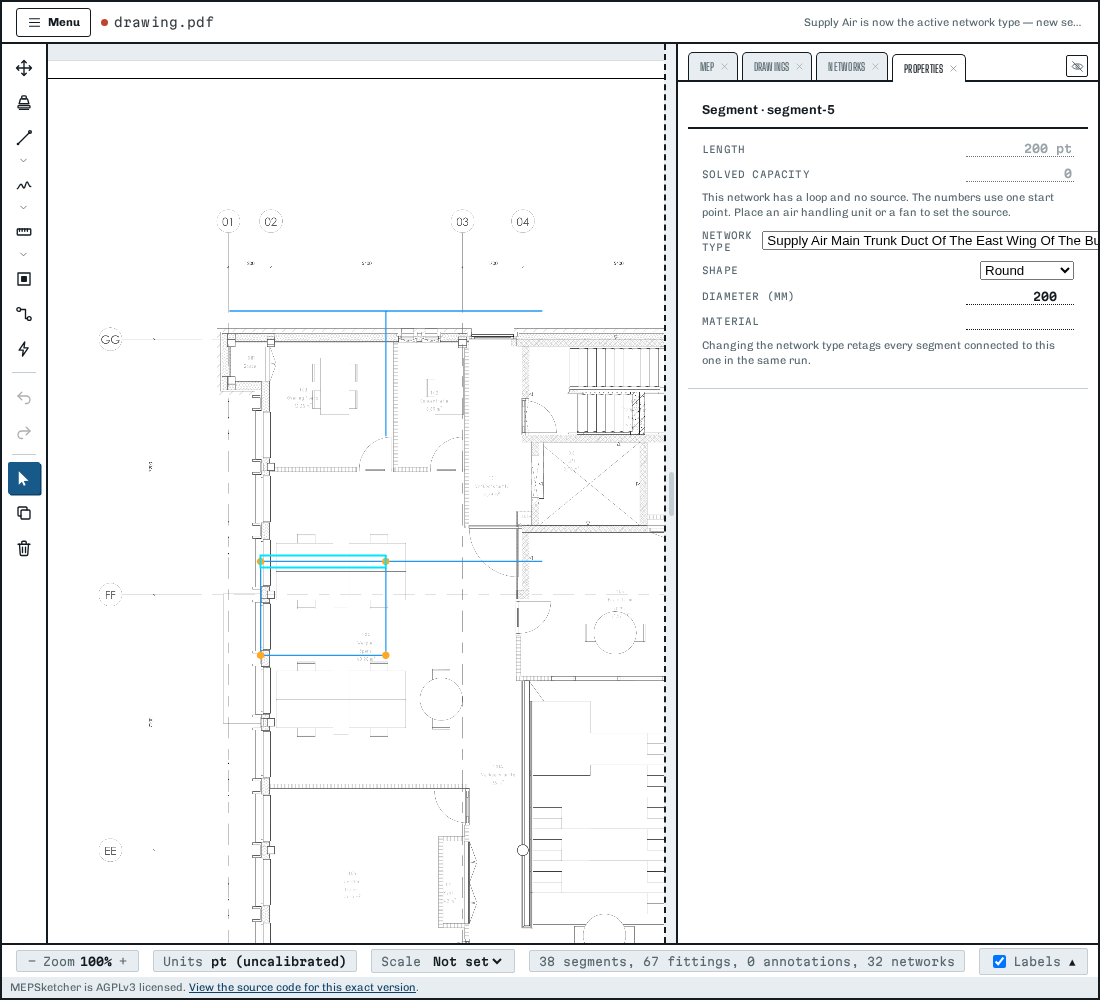 Menu
drawing.pdf
Supply Air is now the active network type — new se...
MEP
DRAWINGS
NETWORKS
PROPERTIES
Segment · segment-5
LENGTH 200 pt
SOLVED CAPACITY 0
This network has a loop and no source. The numbers use one start
point. Place an air handling unit or a fan to set the source.
NETWORK TYPE Supply Air Main Trunk Duct Of The East Wing Of The Bu
SHAPE Round
DIAMETER (MM) 200
MATERIAL
Changing the network type retags every segment connected to this
one in the same run.
01 02 03 04
GG
FF
EE
− Zoom 100% +
Units pt (uncalibrated)
Scale Not set
38 segments, 67 fittings, 0 annotations, 32 networks
Labels ▲
MEPSketcher is AGPLv3 licensed. View the source code for this exact version.